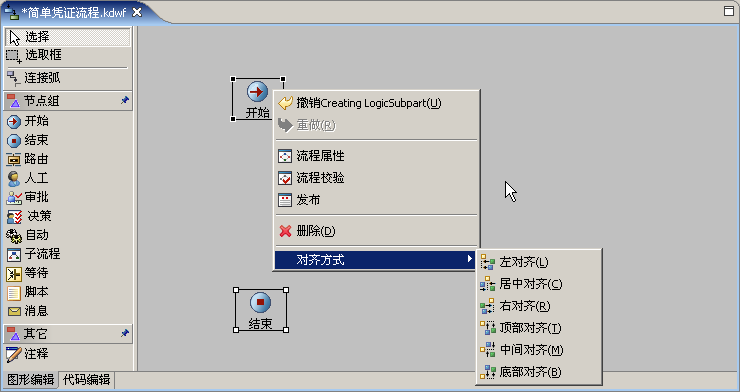 *简单凭证流程.kdwf
选择
选取框
连接弧
节点组
开始
结束
路由
人工
审批
决策
自动
子流程
等待
脚本
消息
其它
注释
图形编辑
代码编辑
开始
结束
撤销Creating LogicSubpart(U)
重做(R)
流程属性
流程校验
发布
删除(D)
对齐方式
左对齐(L)
居中对齐(C)
右对齐(R)
顶部对齐(T)
中间对齐(M)
底部对齐(B)